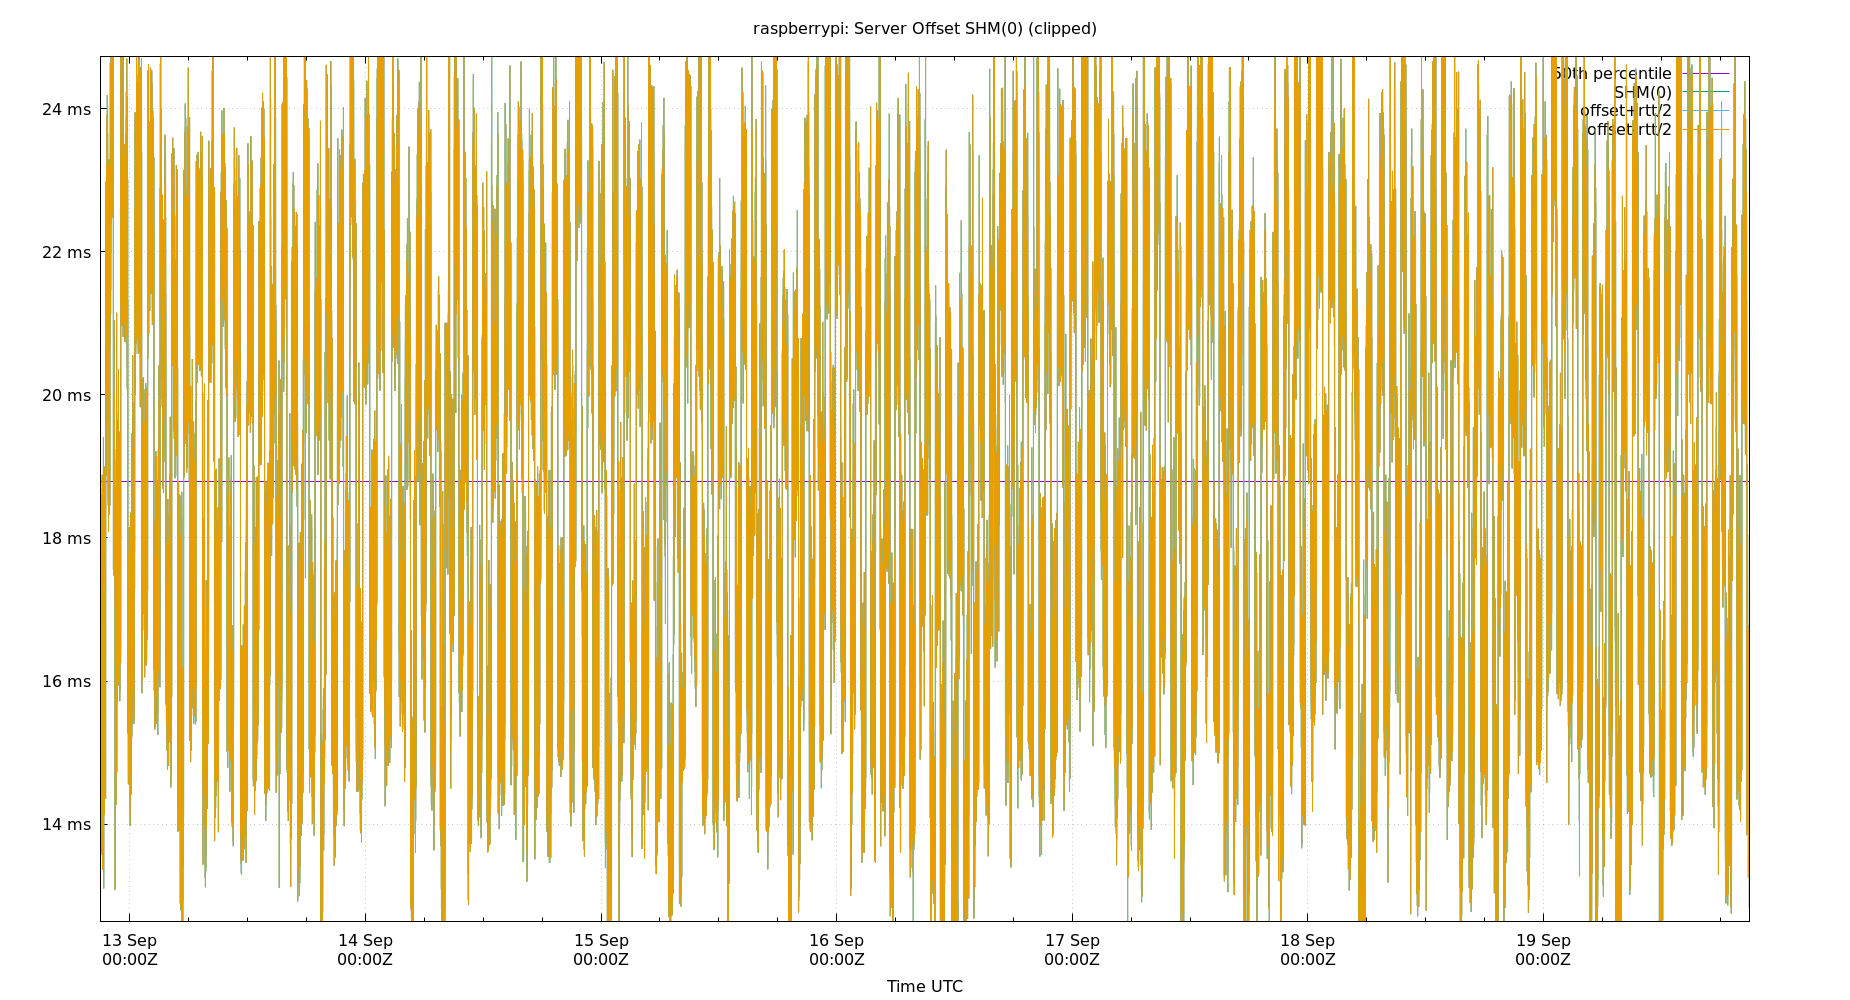 raspberrypi: Server Offset SHM(0) (clipped)
50th percentile
SHM(0)
offset+rtt/2
offset-rtt/2
24 ms
22 ms
20 ms
18 ms
16 ms
14 ms
13 Sep 14 Sep 15 Sep 16 Sep 17 Sep 18 Sep 19 Sep
00:00Z 00:00Z 00:00Z 00:00Z 00:00Z 00:00Z 00:00Z
Time UTC